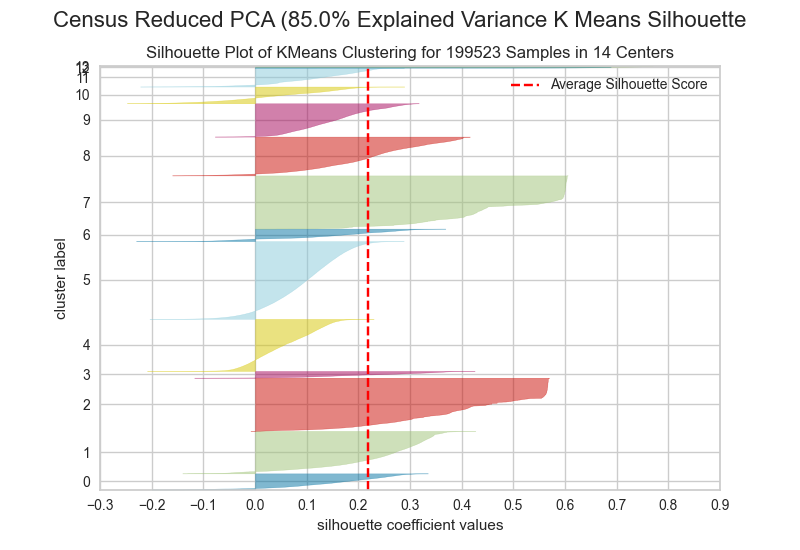 Census Reduced PCA (85.0% Explained Variance K Means Silhouette
Silhouette Plot of KMeans Clustering for 199523 Samples in 14 Centers
Average Silhouette Score
13
12
11
10
9
8
7
6
5
4
3
2
1
0
cluster label
−0.3 −0.2 −0.1 0.0 0.1 0.2 0.3 0.4 0.5 0.6 0.7 0.8 0.9
silhouette coefficient values